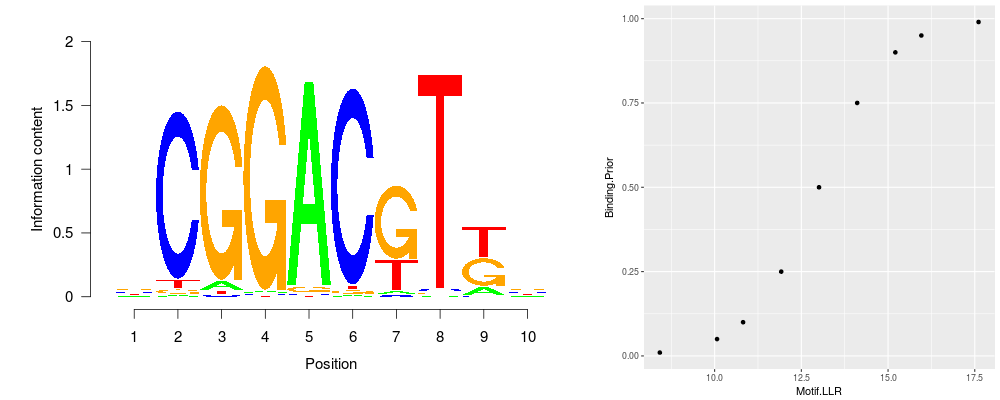 2
1.5
1
0.5
0
Information content
C G G A C G T T
T A T G
A
1 2 3 4 5 6 7 8 9 10
Position
1.00
0.75
0.50
0.25
0.00
Binding.Prior
10.0 12.5 15.0 17.5
Motif.LLR